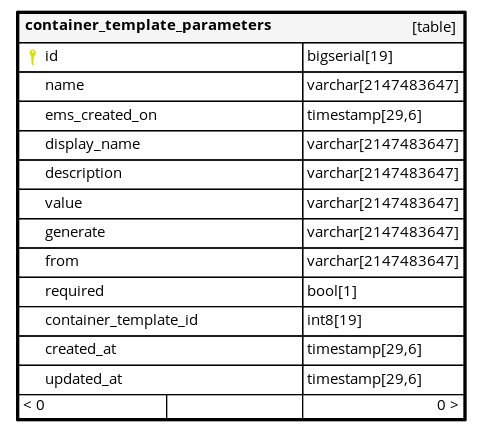 container_template_parameters [table]
id bigserial[19]
name varchar[2147483647]
ems_created_on timestamp[29,6]
display_name varchar[2147483647]
description varchar[2147483647]
value varchar[2147483647]
generate varchar[2147483647]
from varchar[2147483647]
required bool[1]
container_template_id int8[19]
created_at timestamp[29,6]
updated_at timestamp[29,6]
< 0 0 >